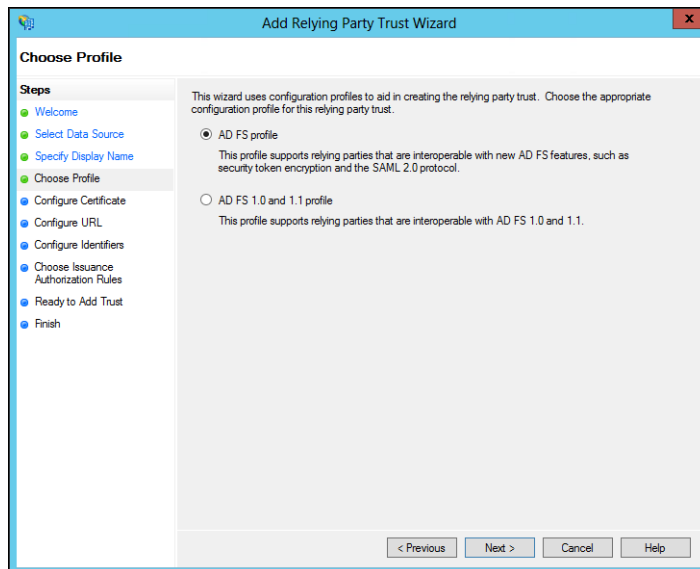 Add Relying Party Trust Wizard
x
Choose Profile
Steps
Welcome
Select Data Source
Specify Display Name
Choose Profile
Configure Certificate
Configure URL
Configure Identifiers
Choose Issuance
Authorization Rules
Ready to Add Trust
Finish
This wizard uses configuration profiles to aid in creating the relying party trust. Choose the appropriate
configuration profile for this relying party trust.
AD FS profile
This profile supports relying parties that are interoperable with new AD FS features, such as
security token encryption and the SAML 2.0 protocol.
AD FS 1.0 and 1.1 profile
This profile supports relying parties that are interoperable with AD FS 1.0 and 1.1.
< Previous
Next >
Cancel
Help